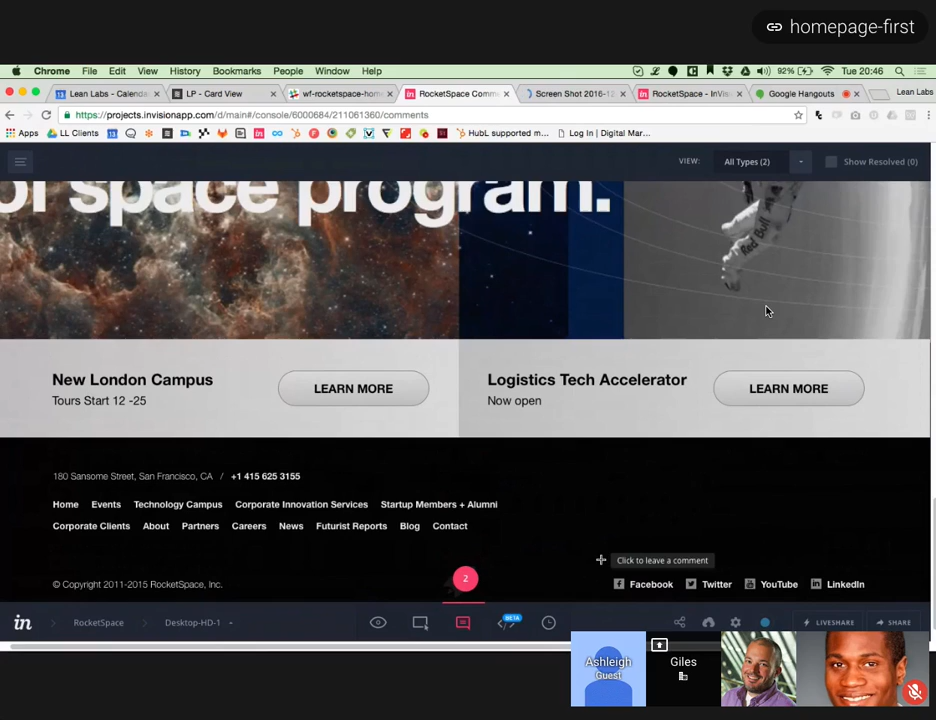 homepage-first
Chrome File Edit View History Bookmarks People Window Help
92% Tue 20:46
Lean Labs - Calenda
LP - Card View
wf-rocketspace-hom
RocketSpace Comm
Screen Shot 2016-12
RocketSpace - InVis
Google Hangouts
Lean Labs
https://projects.invisionapp.com/d/main#/console/6000684/211061360/comments
Apps LL Clients HubL supported m... Log In | Digital Mar...
VIEW: All Types (2) Show Resolved (0)
of space program.
Red Bull
New London Campus
Tours Start 12 -25
LEARN MORE
Logistics Tech Accelerator
Now open
LEARN MORE
180 Sansome Street, San Francisco, CA / +1 415 625 3155
Home Events Technology Campus Corporate Innovation Services Startup Members + Alumni
Corporate Clients About Partners Careers News Futurist Reports Blog Contact
Click to leave a comment
2
© Copyright 2011-2015 RocketSpace, Inc.
Facebook Twitter YouTube LinkedIn
in RocketSpace Desktop-HD-1 BETA LIVESHARE SHARE
Ashleigh
Guest
Giles